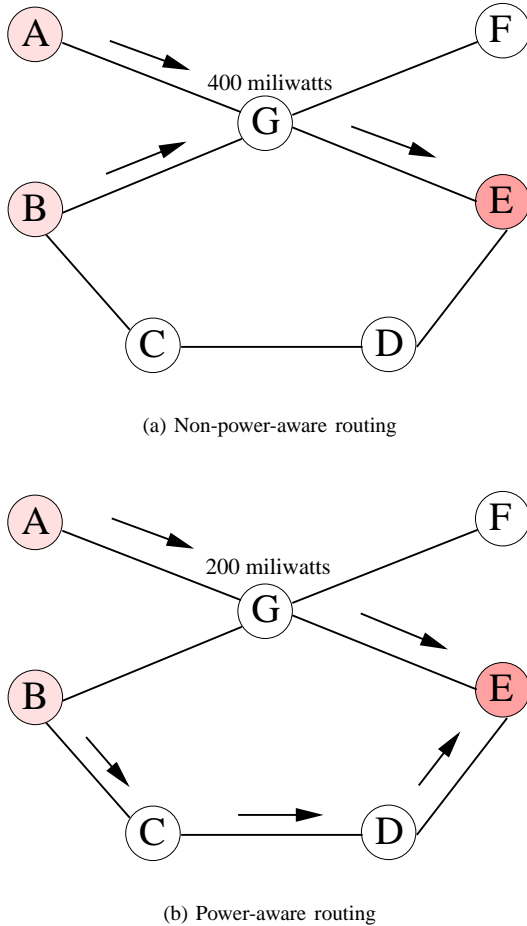 A
F
400 miliwatts
G
B
E
C
D
(a) Non-power-aware routing
A
F
200 miliwatts
G
B
E
C
D
(b) Power-aware routing